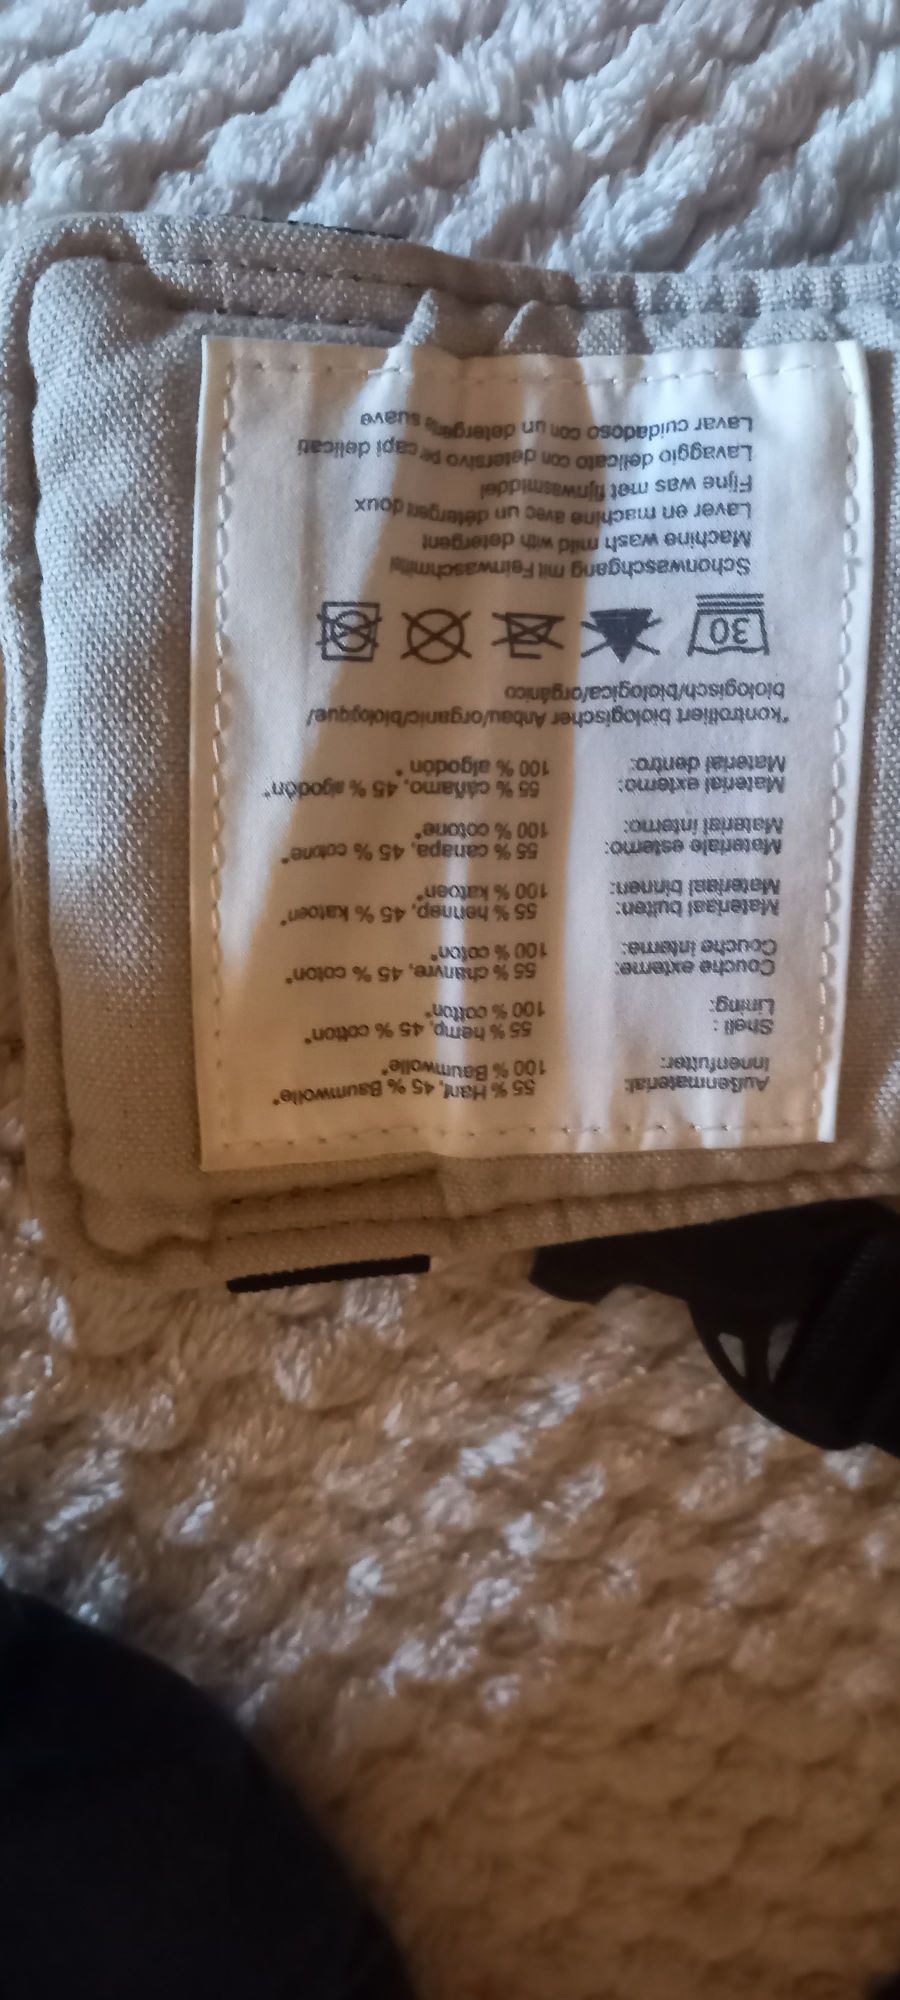 Außenmaterial: 55 % Hanf, 45 % Baumwolle*
Innenfutter: 100 % Baumwolle*
Shell: 55 % hemp, 45 % cotton*
Lining: 100 % cotton*
Couche externe: 55 % chanvre, 45 % coton*
Couche interne: 100 % coton*
Materiaal buiten: 55 % hennep, 45 % katoen*
Materiaal binnen: 100 % katoen*
Materiale esterno: 55 % canapa, 45 % cotone*
Material interno: 100 % cotone*
Material externo: 55 % cáñamo, 45 % algodón*
Material dentro: 100 % algodón*
*kontrolliert biologischer Anbau/organic/biologique/
biologisch/biologica/orgánico
30
Schonwaschgang mit Feinwaschmittel
Machine wash mild with detergent
Laver en machine avec un détergent doux
Fijne was met fijnwasmiddel
Lavaggio delicato con detersivo per capi delicati
Lavar cuidadoso con un detergente suave